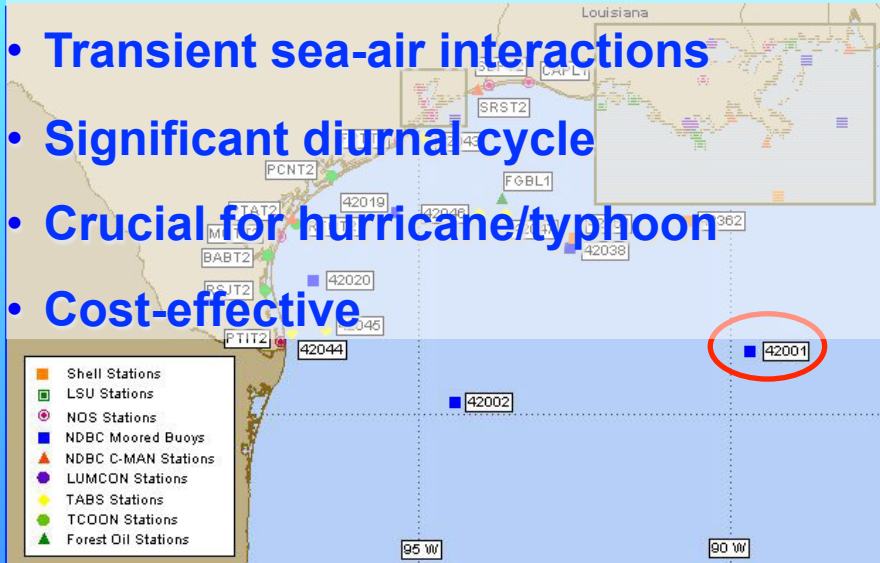 Louisiana
• Transient sea-air interactions
CAPL1
SRST2
• Significant diurnal cycle
PCNT2
FGBL1
42019
• Crucial for hurricane/typhoon
362
BABT2
42038
RSJT2
42020
• Cost-effective
PTIT2
42044
42001
42002
Shell Stations
LSU Stations
NOS Stations
NDBC Moored Buoys
NDBC C-MAN Stations
LUMCON Stations
TABS Stations
TCOON Stations
Forest Oil Stations
95 W
90 W